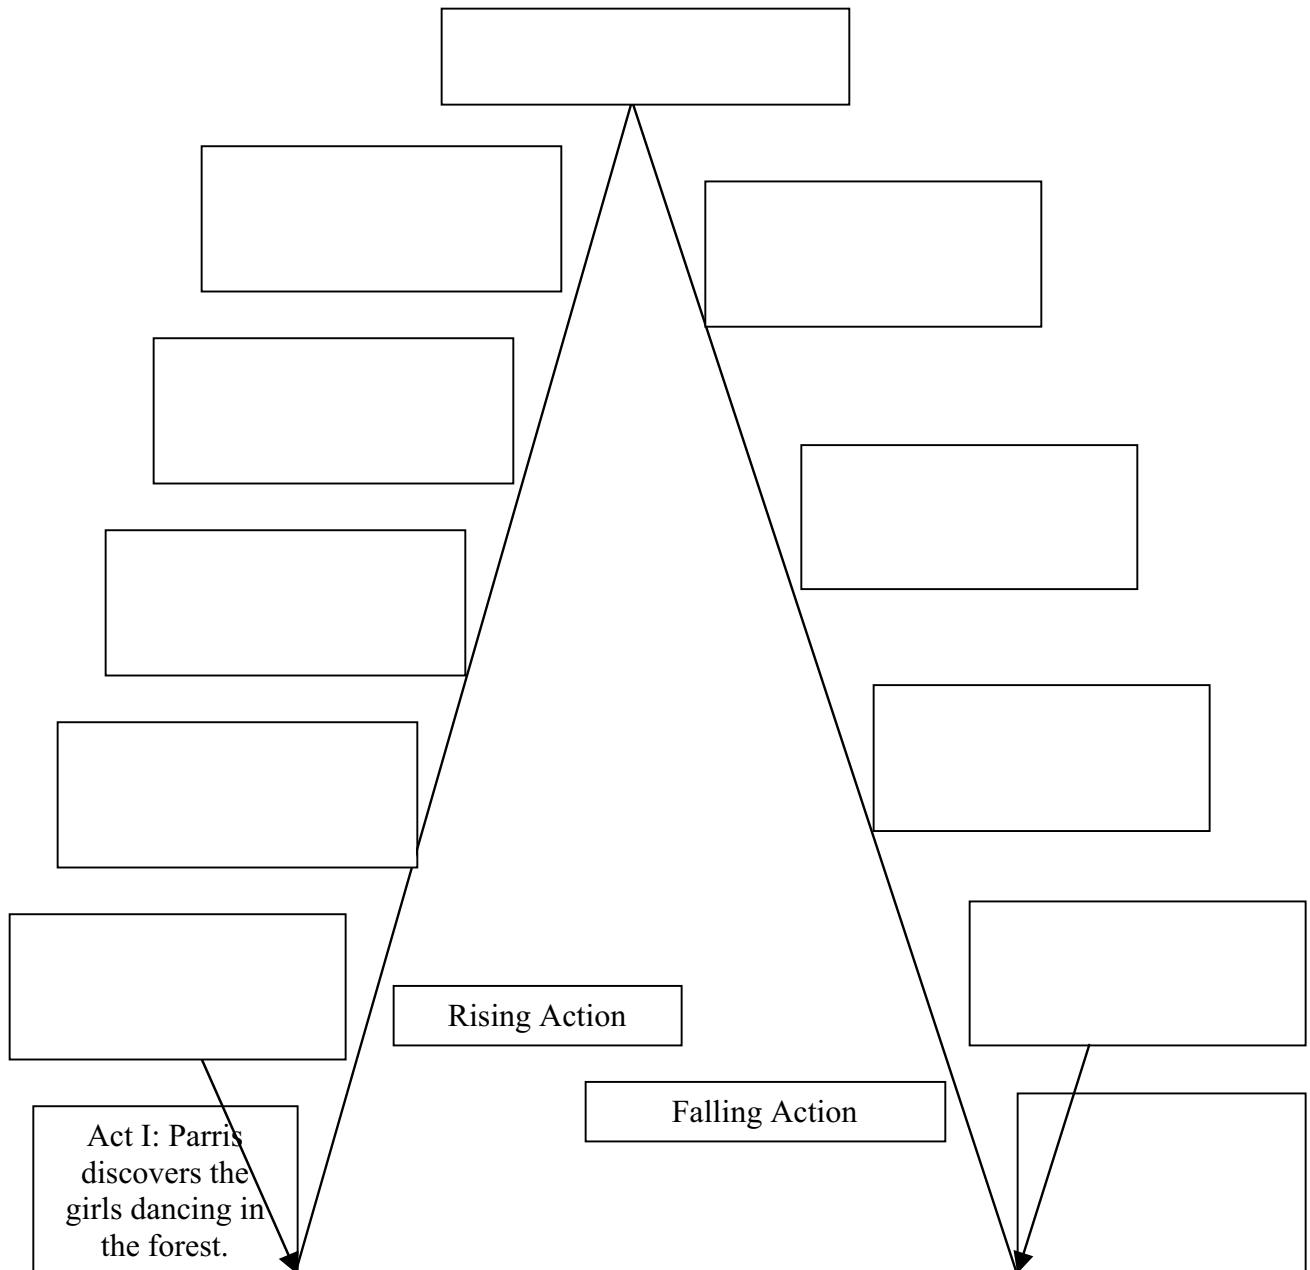 Rising Action
Falling Action
Act I: Parris
discovers the
girls dancing in
the forest.